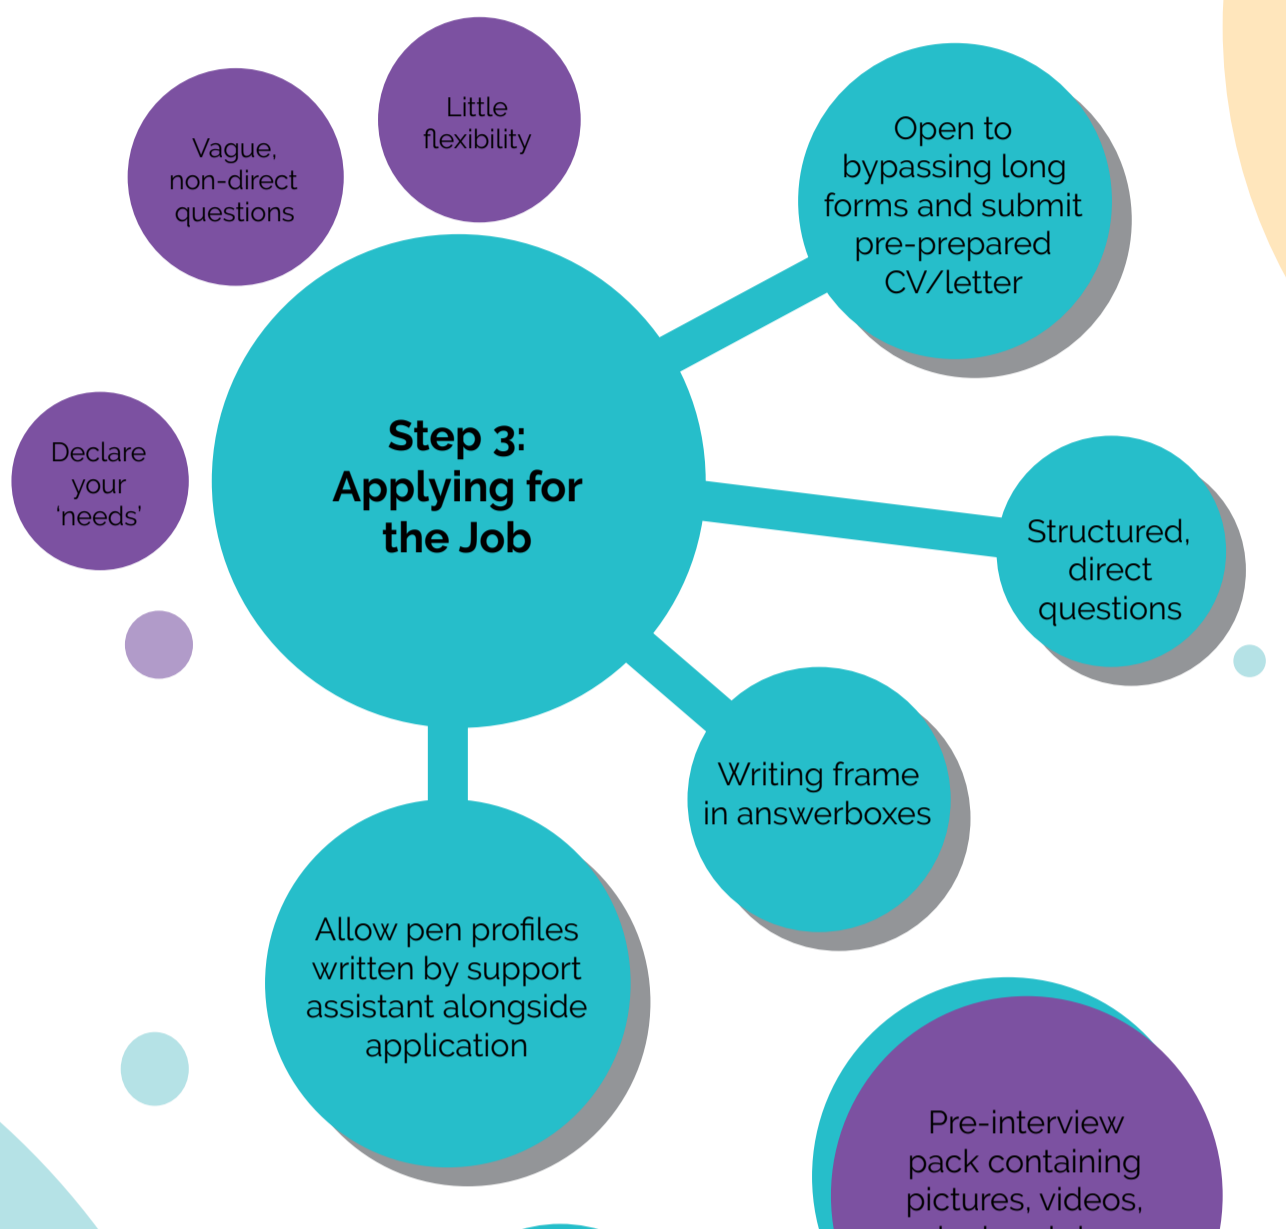 Little
flexibility
Vague,
non-direct
questions
Open to
bypassing long
forms and submit
pre-prepared
CV/letter
Declare
your
‘needs’
Step 3:
Applying for
the Job
Structured,
direct
questions
Writing frame
in answerboxes
Allow pen profiles
written by support
assistant alongside
application
Pre-interview
pack containing
pictures, videos,